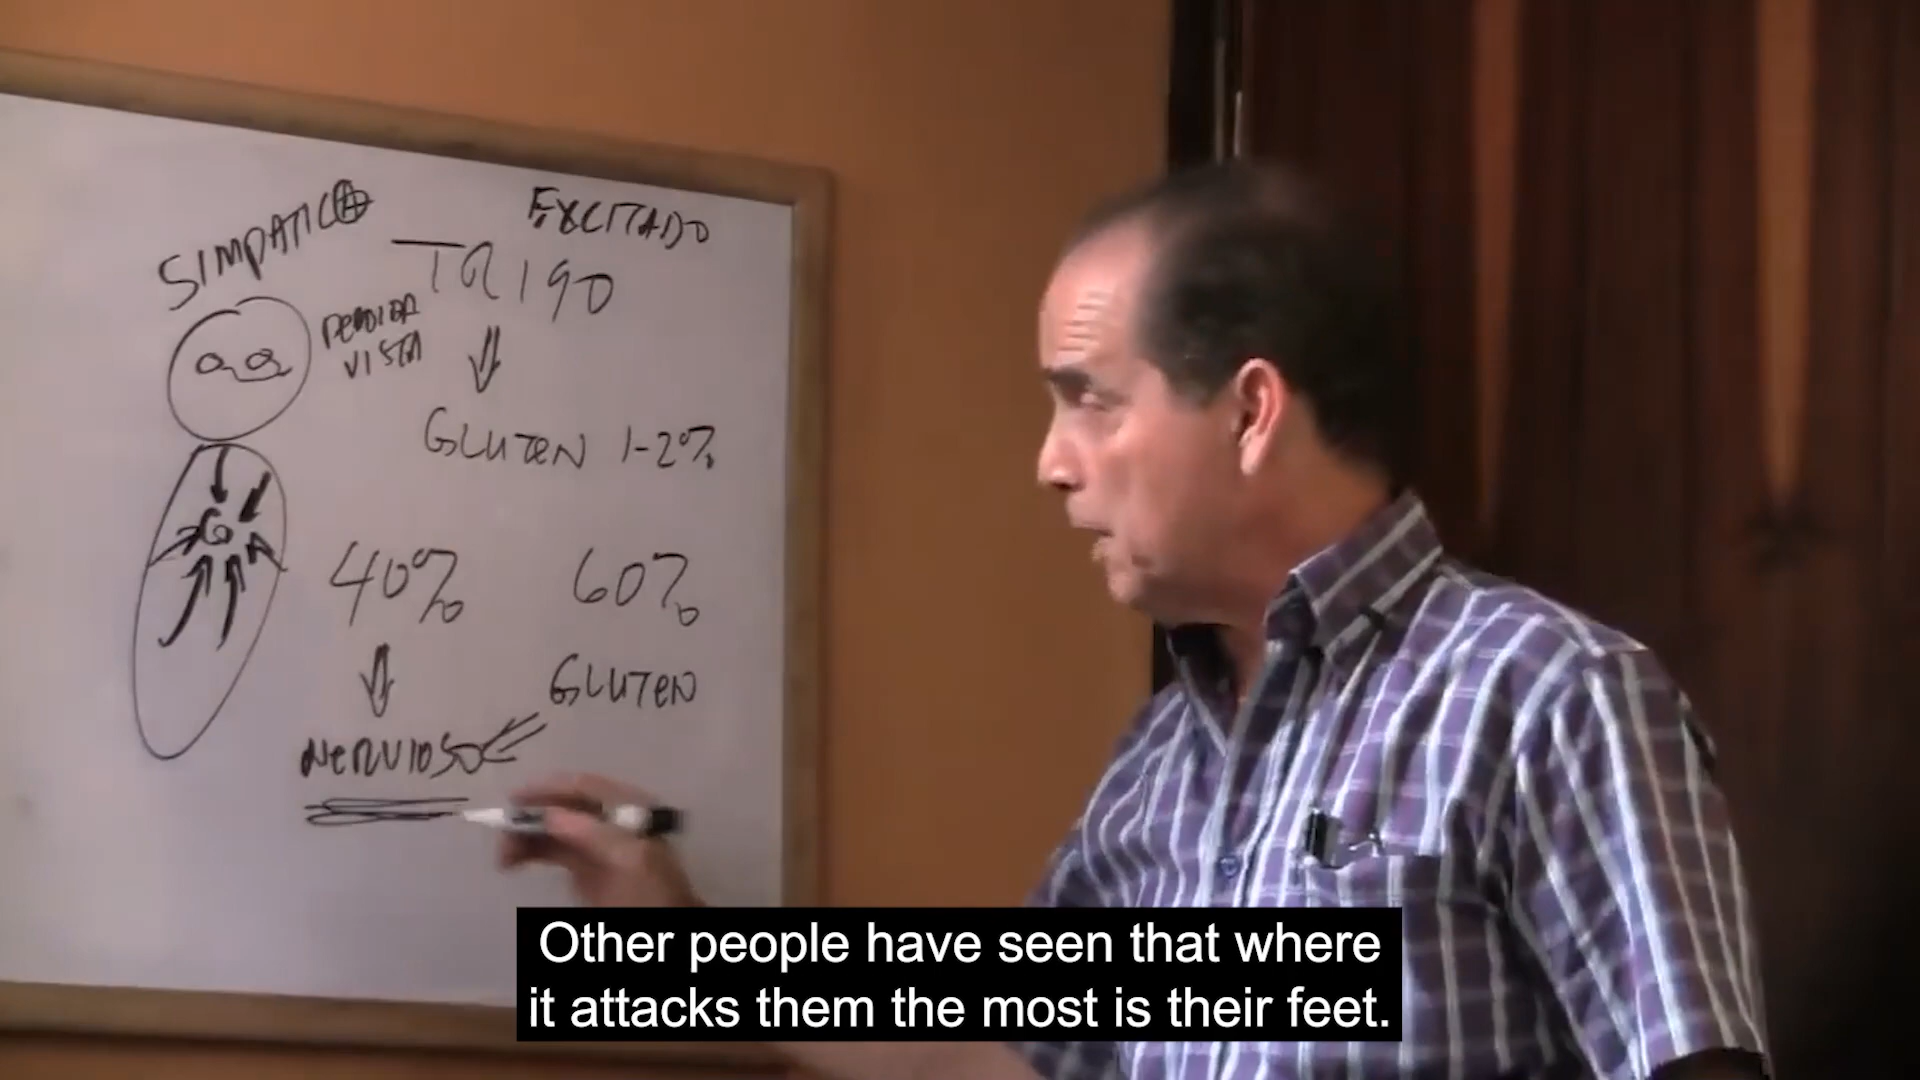 SIMPATICO
EXCITADO
TRIGO
PERDIDA
VISTA
GLUTEN 1-2%
40%
60%
GLUTEN
NERVIOSO
Other people have seen that where
it attacks them the most is their feet.